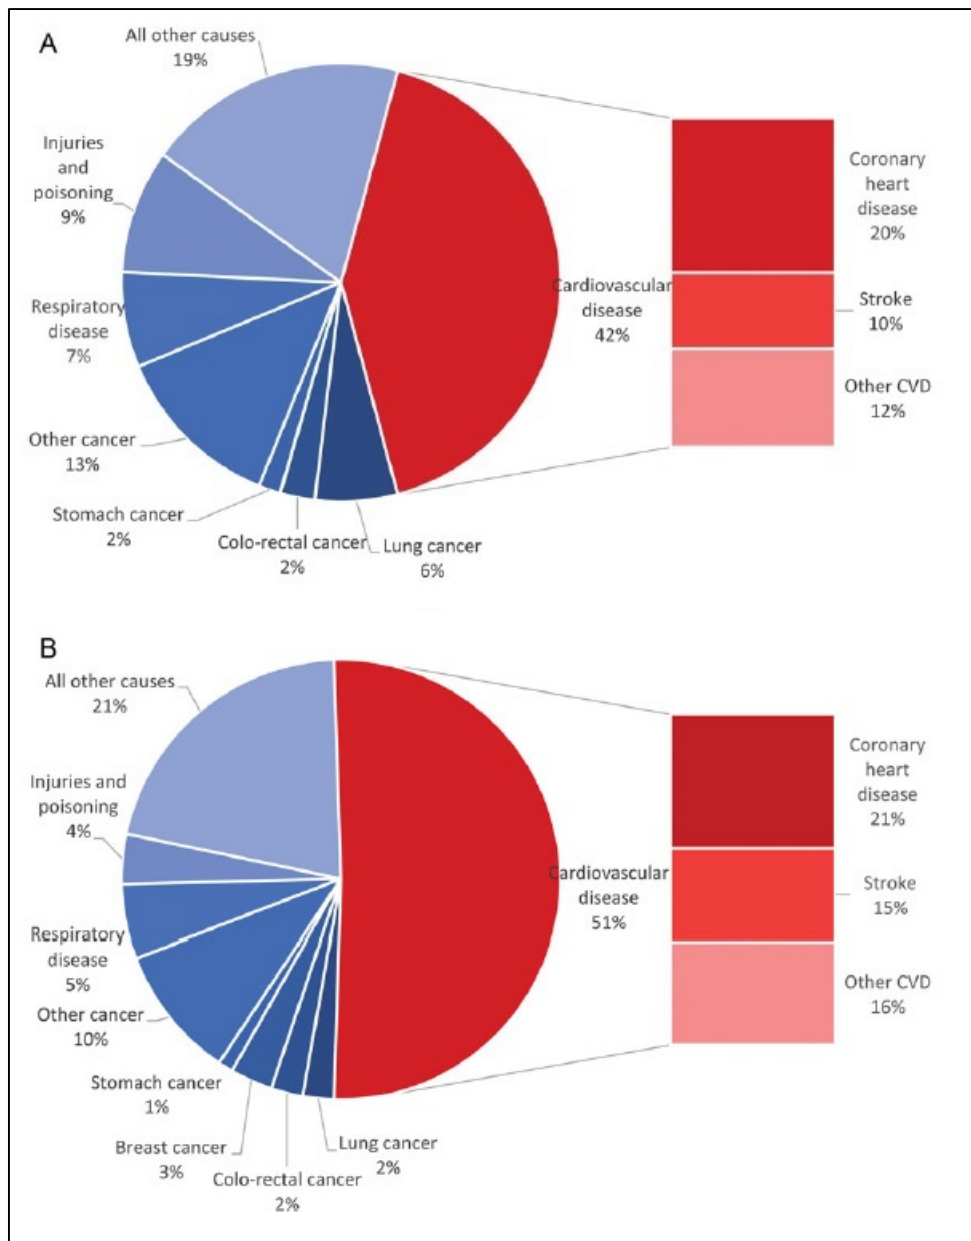 A
All other causes
19%
Injuries
and
poisoning
9%
Respiratory
disease
7%
Other cancer
13%
Stomach cancer
2%
Colo-rectal cancer
2%
Lung cancer
6%
Cardiovascular
disease
42%
Coronary
heart
disease
20%
Stroke
10%
Other CVD
12%
B
All other causes
21%
Injuries and
poisoning
4%
Respiratory
disease
5%
Other cancer
10%
Stomach cancer
1%
Breast cancer
3%
Colo-rectal cancer
2%
Lung cancer
2%
Cardiovascular
disease
51%
Coronary
heart
disease
21%
Stroke
15%
Other CVD
16%